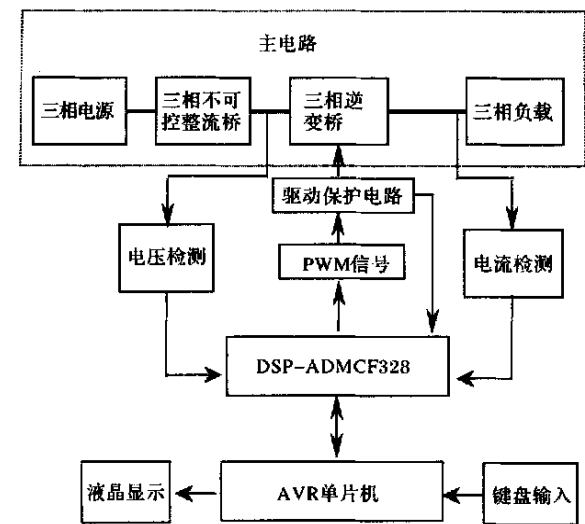 主电路
三相电源
三相不可
控整流桥
三相逆
变桥
三相负载
驱动保护电路
电压检测
PWM信号
电流检测
DSP-ADMCF328
液晶显示
AVR单片机
键盘输入